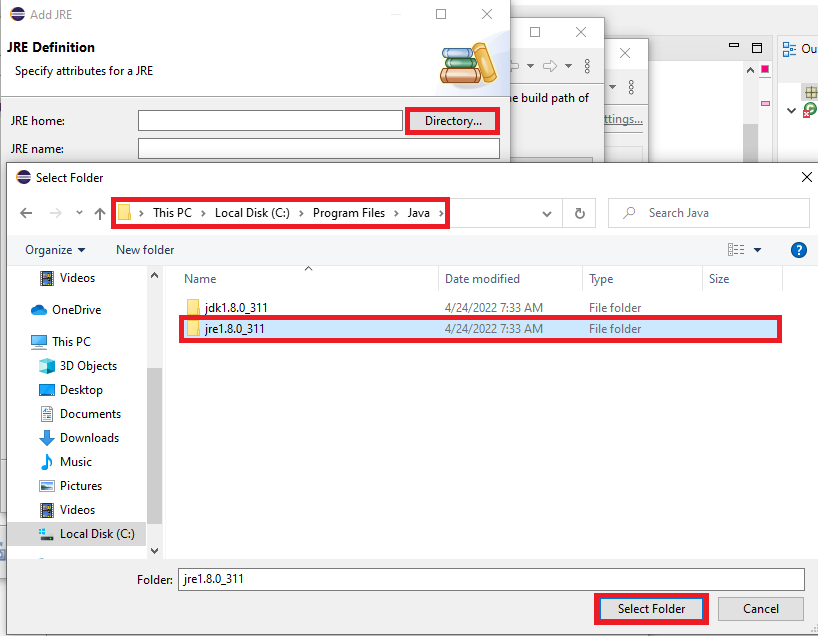 Add JRE
JRE Definition
Specify attributes for a JRE
JRE home:
Directory...
JRE name:
e build path of
ttings...
Ou
Select Folder
This PC > Local Disk (C:) > Program Files > Java >
Search Java
Organize
New folder
Name
Date modified
Type
Size
Videos
OneDrive
This PC
3D Objects
Desktop
Documents
Downloads
Music
Pictures
Videos
Local Disk (C:)
jdk1.8.0_311 4/24/2022 7:33 AM File folder
jre1.8.0_311 4/24/2022 7:33 AM File folder
Folder: jre1.8.0_311
Select Folder
Cancel